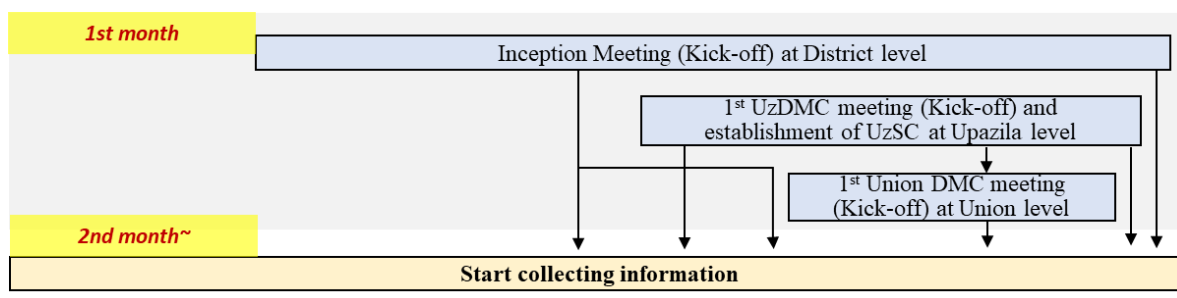 1st month
Inception Meeting (Kick-off) at District level
1st UzDMC meeting (Kick-off) and
establishment of UzSC at Upazila level
1st Union DMC meeting
(Kick-off) at Union level
2nd month~
Start collecting information